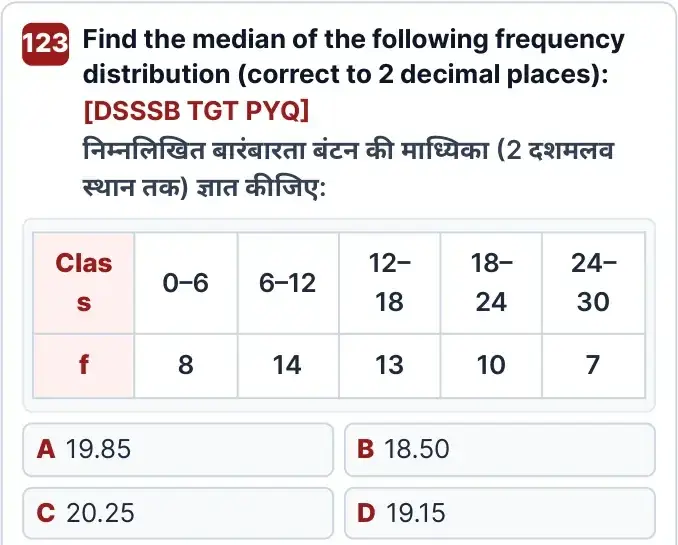 123 Find the median of the following frequency
distribution (correct to 2 decimal places):
[DSSSB TGT PYQ]
निम्नलिखित बारंबारता बंटन की माध्यिका (2 दशमलव
स्थान तक) ज्ञात कीजिए:
Clas
s 0–6 6–12 12–
18 18–
24 24–
30
f 8 14 13 10 7
A 19.85 B 18.50
C 20.25 D 19.15